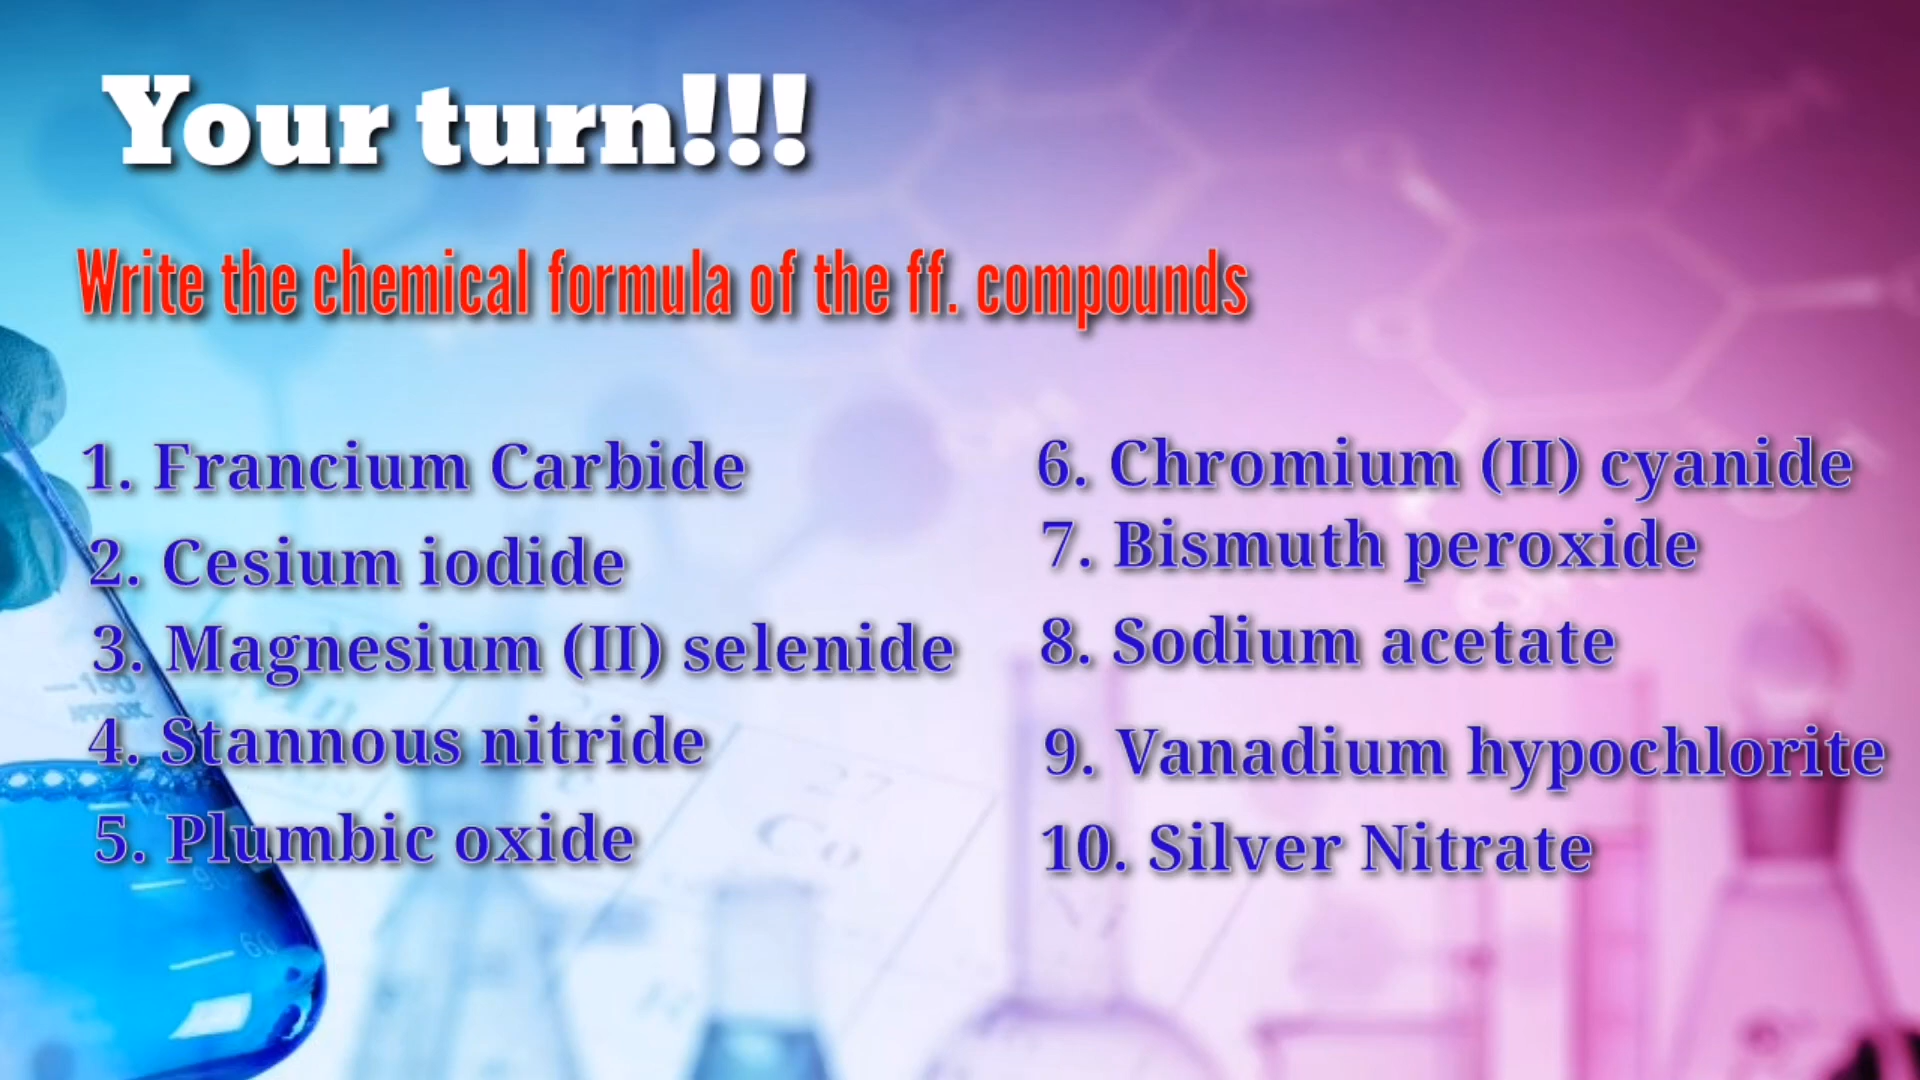 Your turn!!!
Write the chemical formula of the ff. compounds
1. Francium Carbide
2. Cesium iodide
3. Magnesium (II) selenide
4. Stannous nitride
5. Plumbic oxide
6. Chromium (II) cyanide
7. Bismuth peroxide
8. Sodium acetate
9. Vanadium hypochlorite
10. Silver Nitrate
27
Co